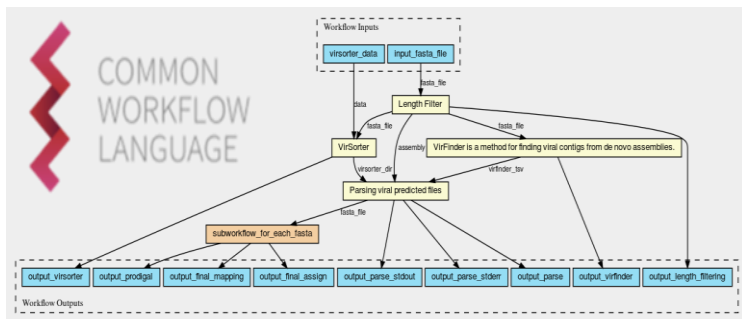 Workflow Inputs
virsorter_data
input_fasta_file
COMMON
WORKFLOW
LANGUAGE
fasta_file
data
Length Filter
fasta_file
assembly
fasta_file
VirSorter
VirFinder is a method for finding viral contigs from de novo assemblies.
virsorter_dir
virfinder_tsv
Parsing viral predicted files
fasta_file
subworkflow_for_each_fasta
output_virsorter
output_prodigal
output_final_mapping
output_final_assign
output_parse_stdout
output_parse_stderr
output_parse
output_virfinder
output_length_filtering
Workflow Outputs